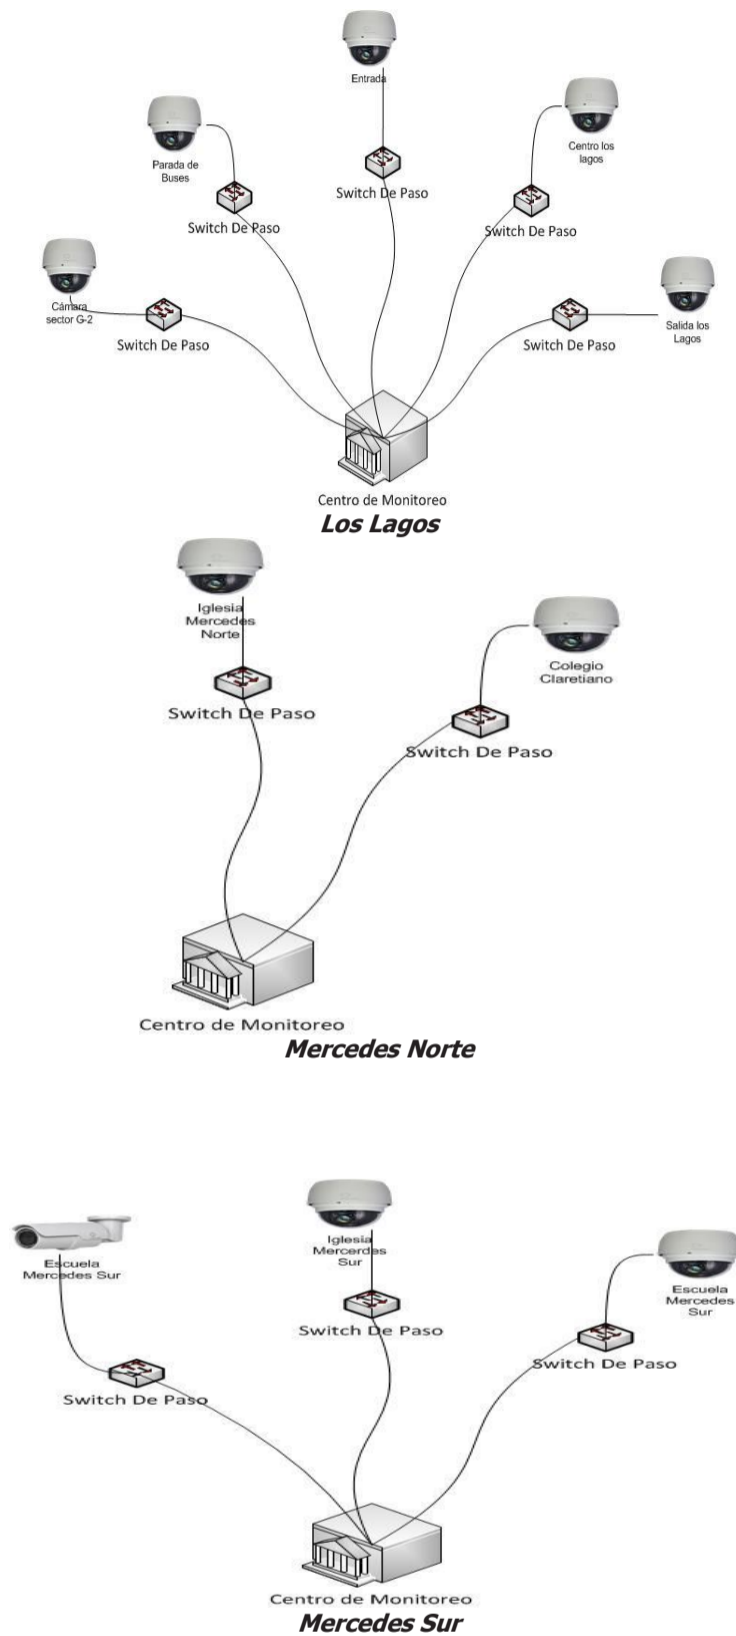 Entrada
Centro los
lagos
Parada de
Buses
Switch De Paso
Switch De Paso
Switch De Paso
Cámara
sector G-2
Salida los
Lagos
Switch De Paso
Switch De Paso
Centro de Monitoreo
Los Lagos
Iglesia
Mercedes
Norte
Colegio
Claretiano
Switch De Paso
Switch De Paso
Centro de Monitoreo
Mercedes Norte
Iglesia
Mercerdes
Sur
Escuela
Mercedes Sur
Escuela
Mercedes
Sur
Switch De Paso
Switch De Paso
Switch De Paso
Centro de Monitoreo
Mercedes Sur